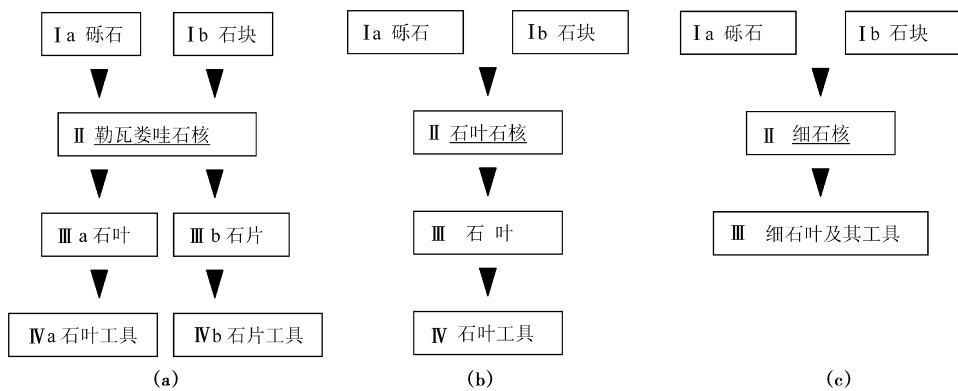 Ⅰa 砾石
Ⅰb 石块
Ⅱ 勒瓦娄哇石核
Ⅲa 石叶
Ⅲb 石片
Ⅳa 石叶工具
Ⅳb 石片工具
(a)
Ⅰa 砾石
Ⅰb 石块
Ⅱ 石叶石核
Ⅲ 石 叶
Ⅳ 石叶工具
(b)
Ⅰa 砾石
Ⅰb 石块
Ⅱ 细石核
Ⅲ 细石叶及其工具
(c)